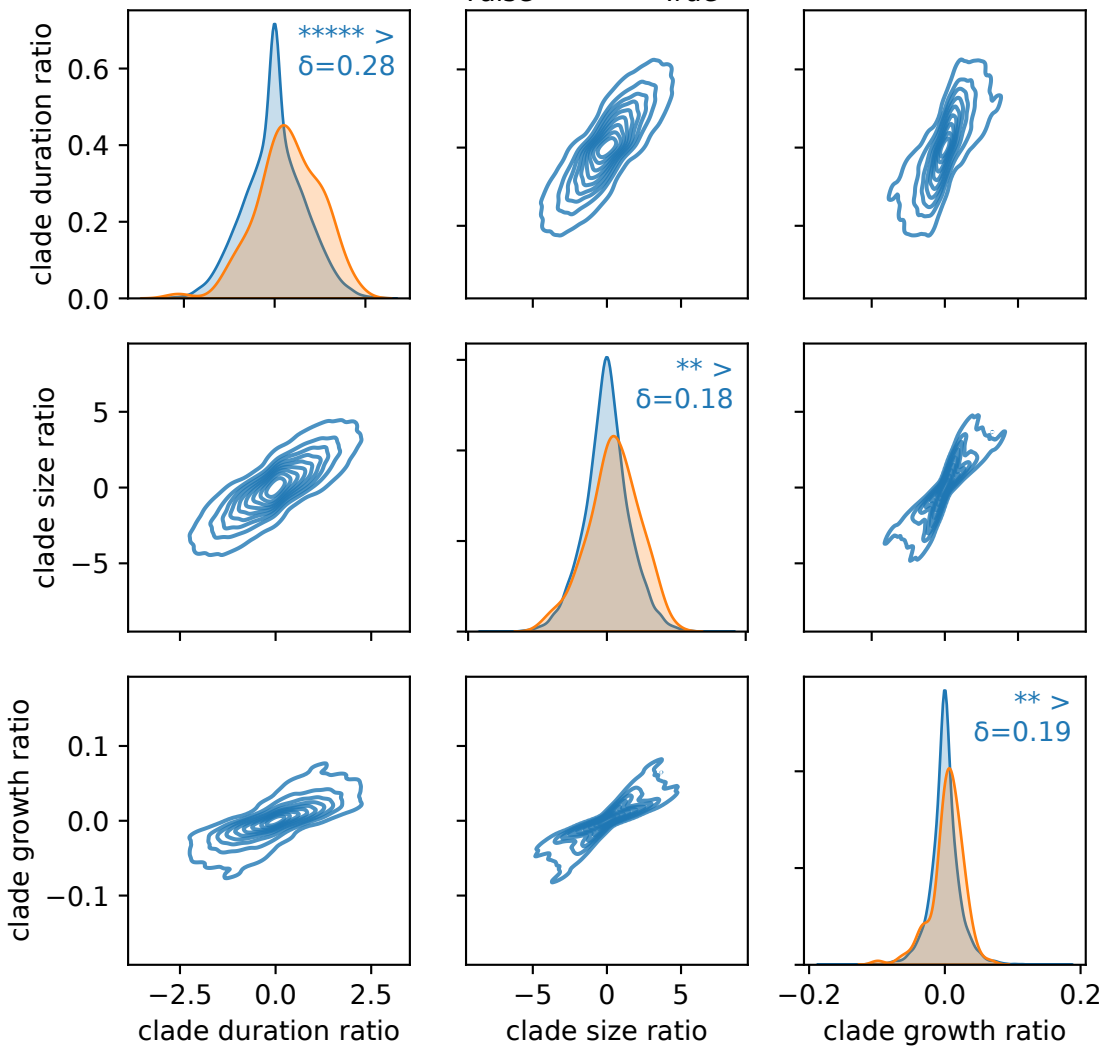 clade duration ratio
0.6
0.4
0.2
0.0
***** >
δ=0.28
clade size ratio
5
0
−5
** >
δ=0.18
clade growth ratio
0.1
0.0
−0.1
** >
δ=0.19
−2.5 0.0 2.5
−5 0 5
−0.2 0.0 0.2
clade duration ratio
clade size ratio
clade growth ratio